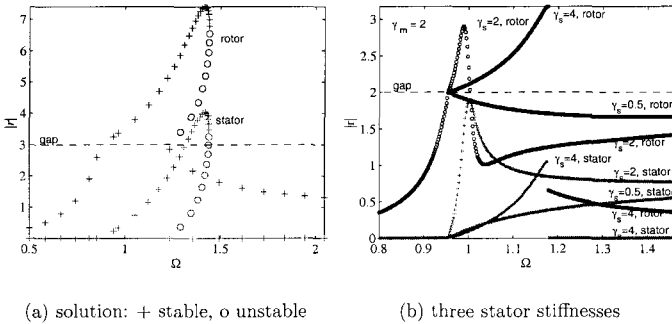 7
6
5
4
3
2
1
0
|r|
gap
rotor
stator
0.5
1
1.5
2
Ω
3
2.5
2
1.5
1
0.5
0
|r|
γm=2
γs=2, rotor
γs=4, rotor
gap
γs=0.5, rotor
γs=2, rotor
γs=4, stator
γs=2, stator
γs=0.5, stator
γs=4, rotor
γs=4, stator
0.8
0.9
1
1.1
1.2
1.3
1.4
Ω
(a) solution: + stable, o unstable
(b) three stator stiffnesses